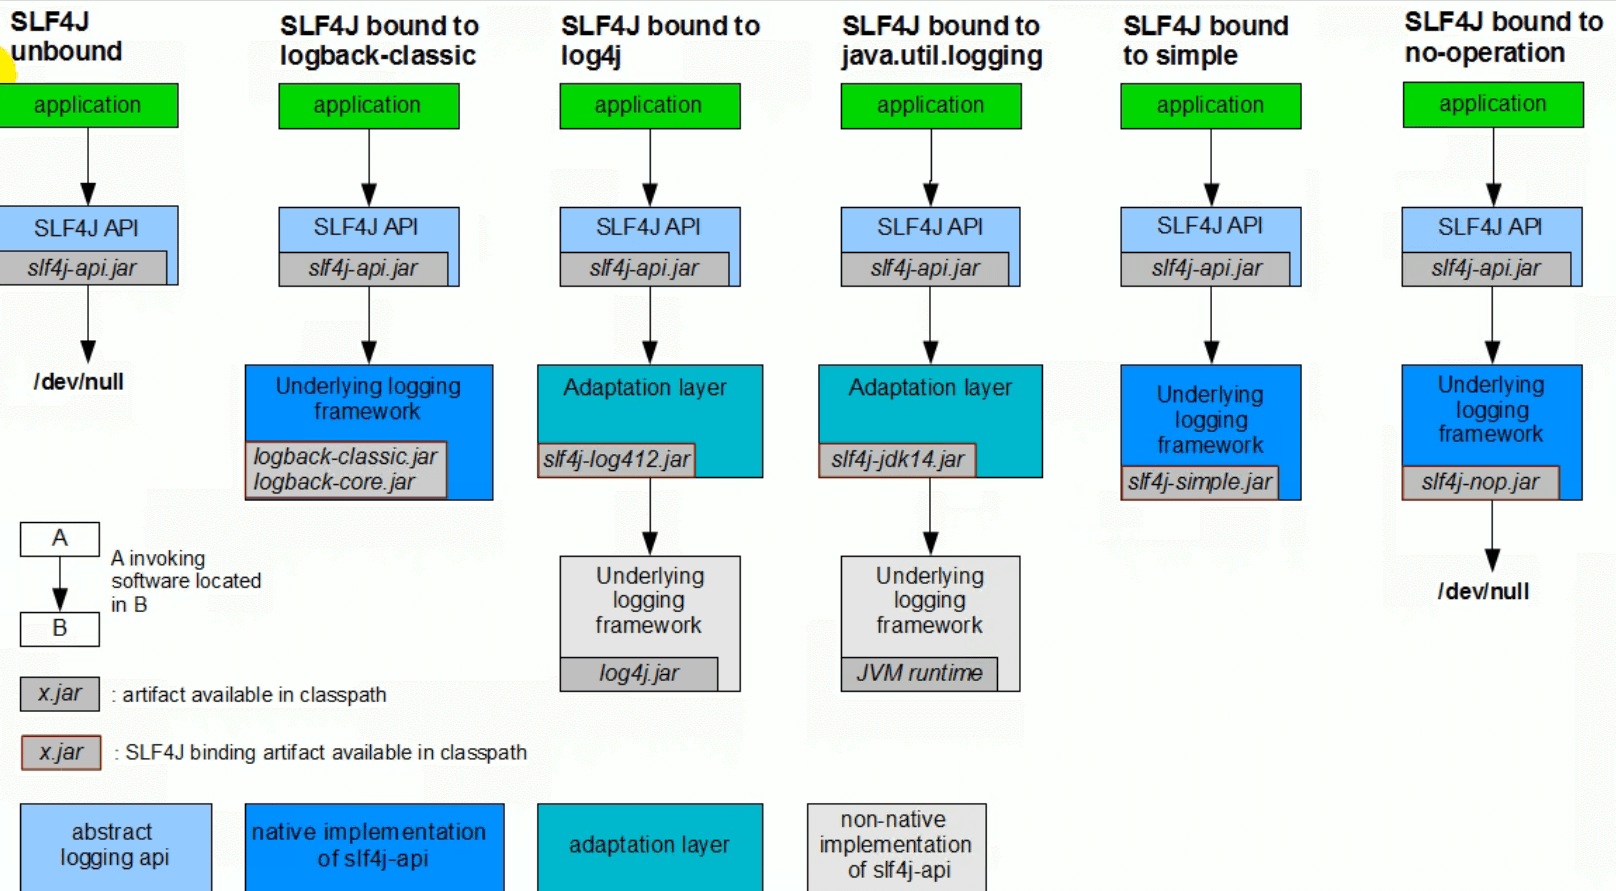 SLF4J
unbound
application
SLF4J API
slf4j-api.jar
/dev/null
SLF4J bound to
logback-classic
application
SLF4J API
slf4j-api.jar
Underlying logging
framework
logback-classic.jar
logback-core.jar
SLF4J bound to
log4j
application
SLF4J API
slf4j-api.jar
Adaptation layer
slf4j-log412.jar
Underlying
logging
framework
log4j.jar
SLF4J bound to
java.util.logging
application
SLF4J API
slf4j-api.jar
Adaptation layer
slf4j-jdk14.jar
Underlying
logging
framework
JVM runtime
SLF4J bound
to simple
application
SLF4J API
slf4j-api.jar
Underlying
logging
framework
slf4j-simple.jar
SLF4J bound to
no-operation
application
SLF4J API
slf4j-api.jar
Underlying
logging
framework
slf4j-nop.jar
/dev/null
A
B
A invoking
software located
in B
x.jar
: artifact available in classpath
x.jar
: SLF4J binding artifact available in classpath
abstract
logging api
native implementation
of slf4j-api
adaptation layer
non-native
implementation
of slf4j-api